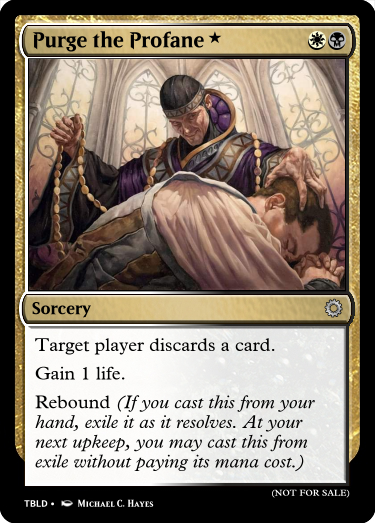 Purge the Profane★
Sorcery
Target player discards a card.
Gain 1 life.
Rebound (If you cast this from your
hand, exile it as it resolves. At your
next upkeep, you may cast this from
exile without paying its mana cost.)
(NOT FOR SALE)
TBLD • Michael C. Hayes